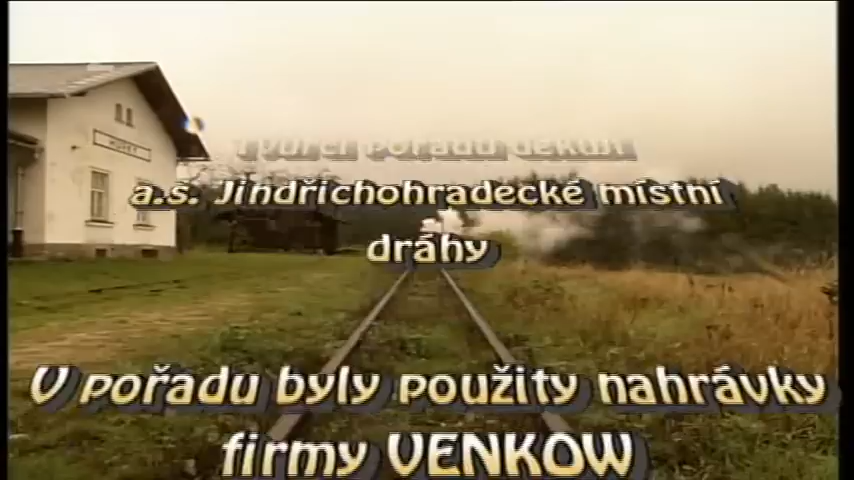 Tvůrci pořadu děkují
a.s. Jindřichohradecké místní
dráhy
V pořadu byly použity nahrávky
firmy VENKOW